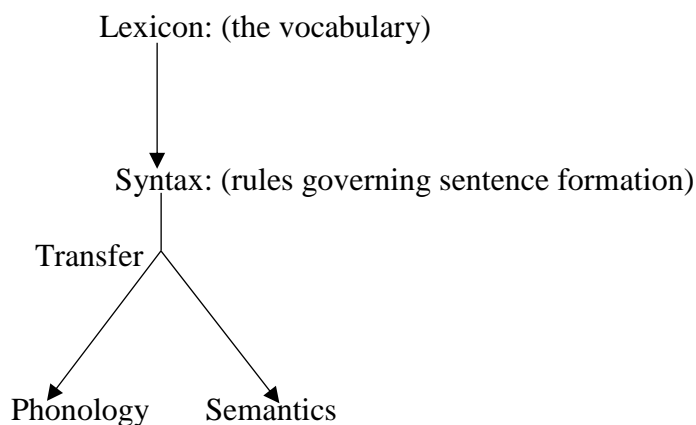 Lexicon: (the vocabulary)
Syntax: (rules governing sentence formation)
Transfer
Phonology Semantics